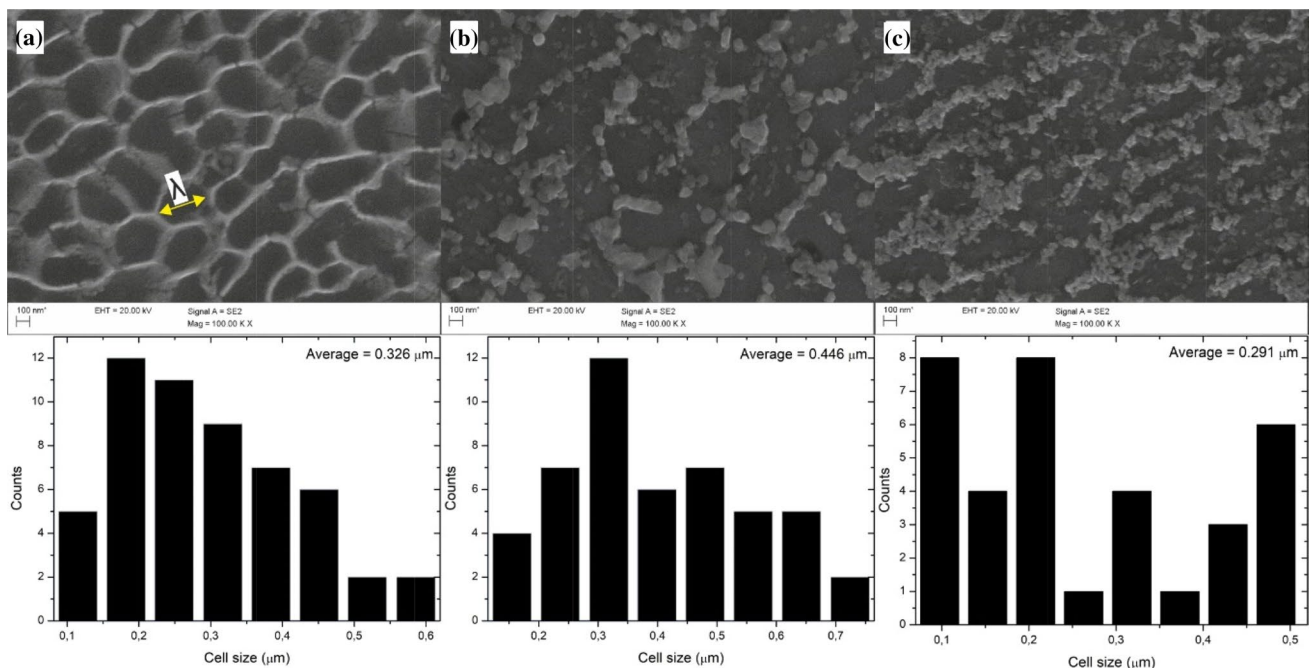 (a)
(b)
(c)
λ
100 nm*
EHT = 20.00 kV
Signal A = SE2
Mag = 100.00 K X
100 nm*
EHT = 20.00 kV
Signal A = SE2
Mag = 100.00 K X
100 nm*
EHT = 20.00 kV
Signal A = SE2
Mag = 100.00 K X
Average = 0.326 μm
12
10
8
6
4
2
0
Counts
0,1 0,2 0,3 0,4 0,5 0,6
Cell size (μm)
Average = 0.446 μm
12
10
8
6
4
2
0
Counts
0,2 0,3 0,4 0,5 0,6 0,7
Cell size (μm)
Average = 0.291 μm
8
7
6
5
4
3
2
1
0
Counts
0,1 0,2 0,3 0,4 0,5
Cell size (μm)